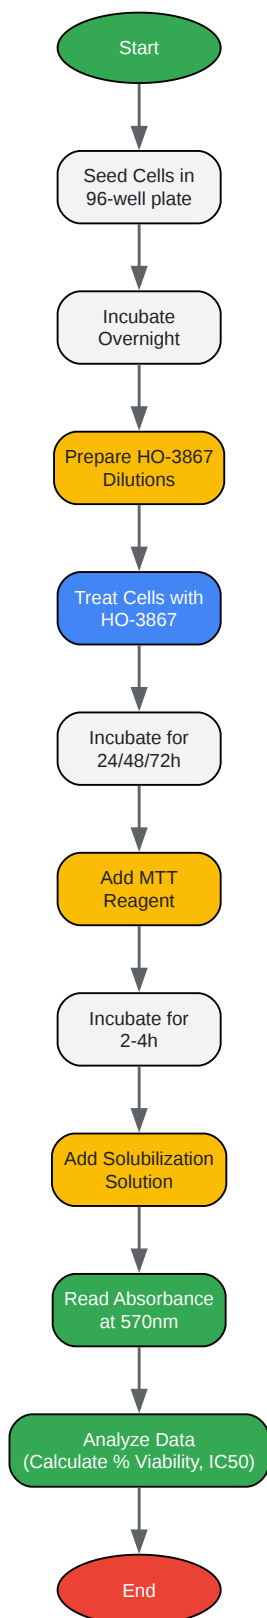 Start
Seed Cells in
96-well plate
Incubate
Overnight
Prepare HO-3867
Dilutions
Treat Cells with
HO-3867
Incubate for
24/48/72h
Add MTT
Reagent
Incubate for
2-4h
Add Solubilization
Solution
Read Absorbance
at 570nm
Analyze Data
(Calculate % Viability, IC50)
End